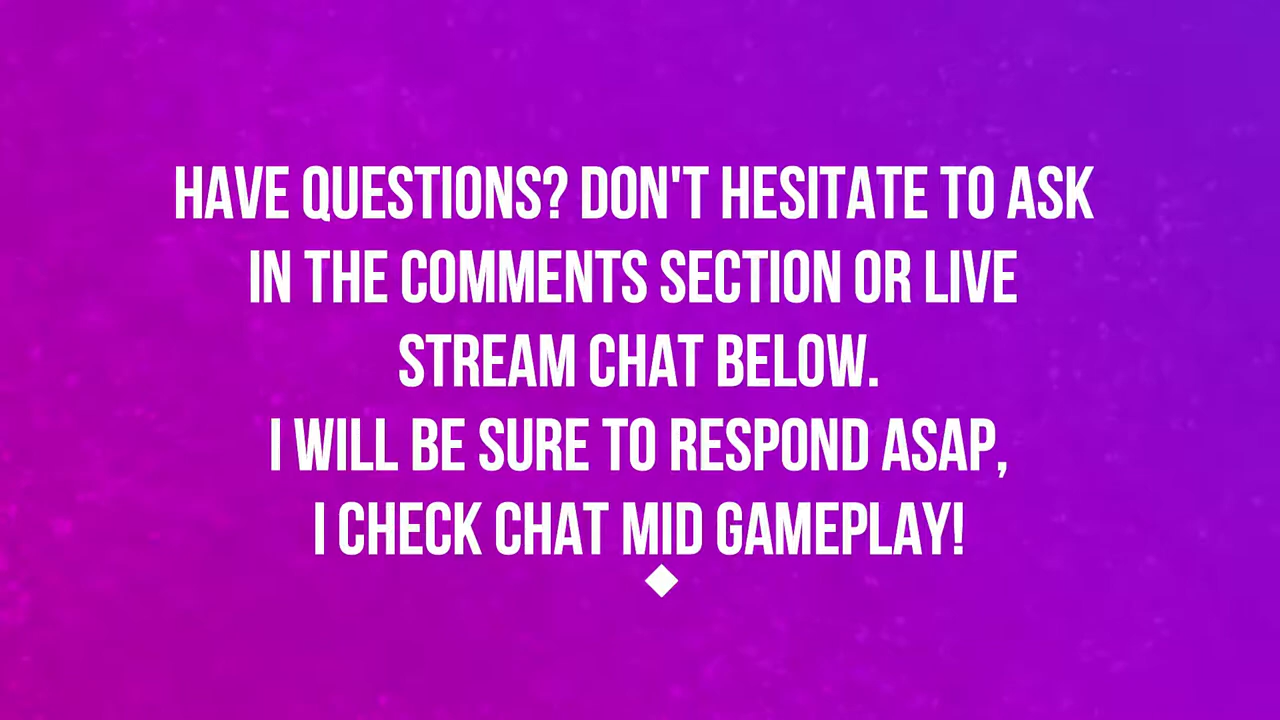 HAVE QUESTIONS? DON'T HESITATE TO ASK
IN THE COMMENTS SECTION OR LIVE
STREAM CHAT BELOW.
I WILL BE SURE TO RESPOND ASAP,
I CHECK CHAT MID GAMEPLAY!